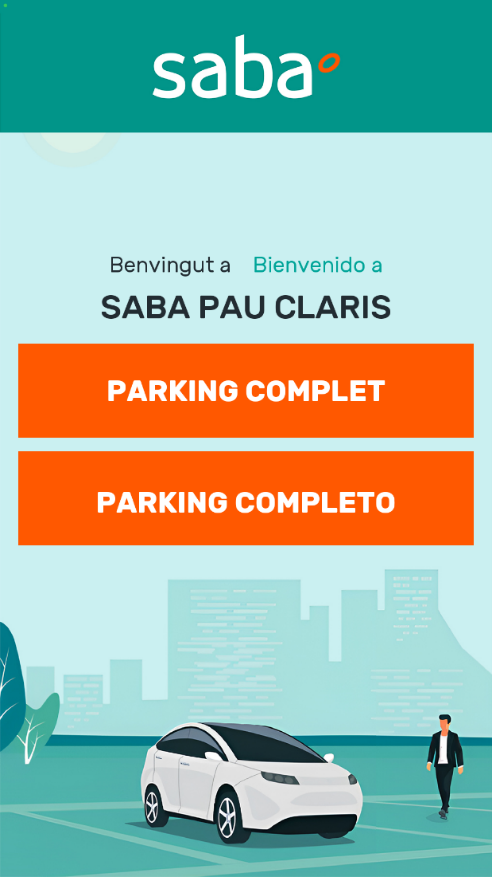 saba
Benvingut a Bienvenido a
SABA PAU CLARIS
PARKING COMPLET
PARKING COMPLETO